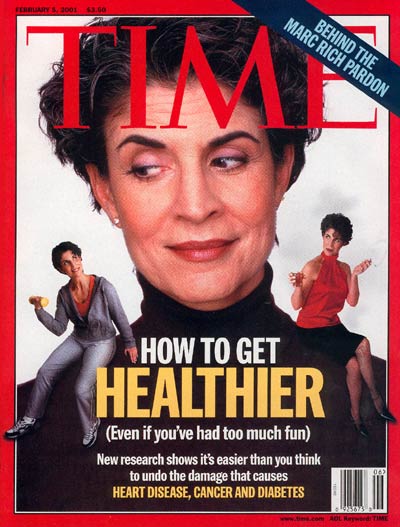 FEBRUARY 5, 2001 $3.50
BEHIND THE
MARC RICH PARDON
TIME
HOW TO GET
HEALTHIER
(Even if you've had too much fun)
New research shows it's easier than you think
to undo the damage that causes
HEART DISEASE, CANCER AND DIABETES
06>
www.time.com AOL Keyword: TIME